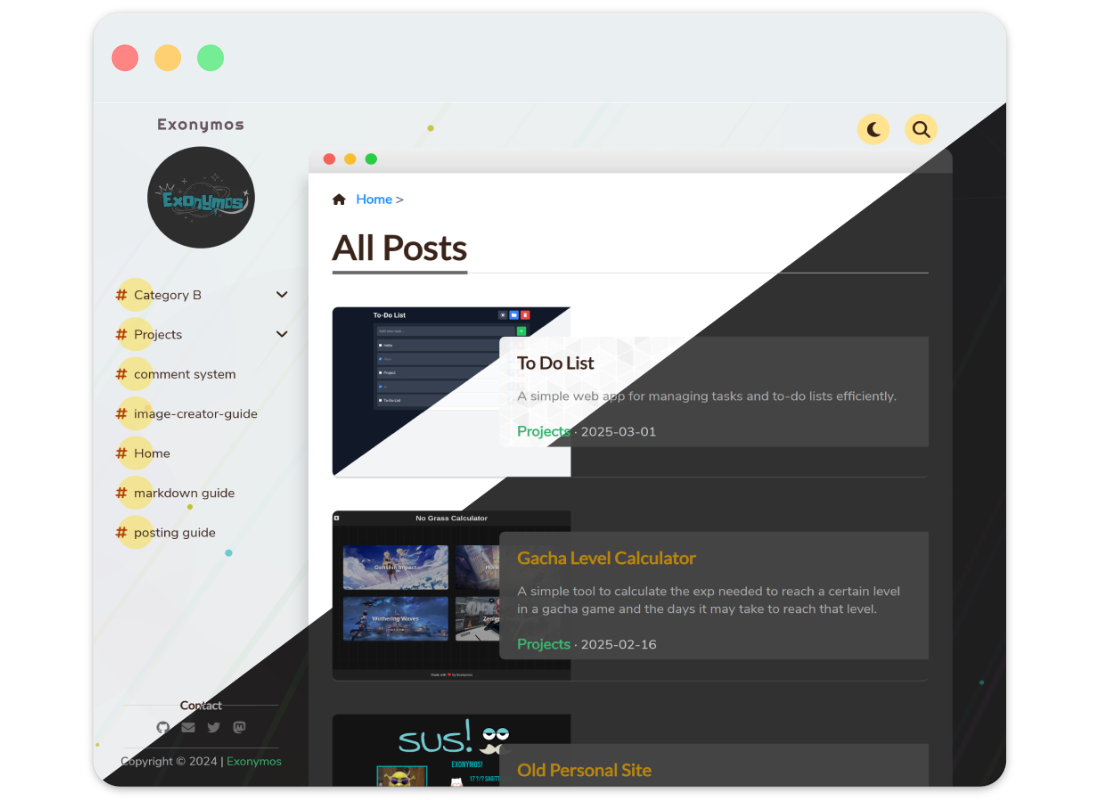 Exonymos
Exonymos
# Category B
# Projects
# comment system
# image-creator-guide
# Home
# markdown guide
# posting guide
Contact
Copyright © 2024 | Exonymos
Home >
All Posts
To-Do List
To Do List
A simple web app for managing tasks and to-do lists efficiently.
Projects · 2025-03-01
No Grass Calculator
Genshin Impact
Wuthering Waves
Gacha Level Calculator
A simple tool to calculate the exp needed to reach a certain level
in a gacha game and the days it may take to reach that level.
Projects · 2025-02-16
sus!
EXONYMOS!
Old Personal Site